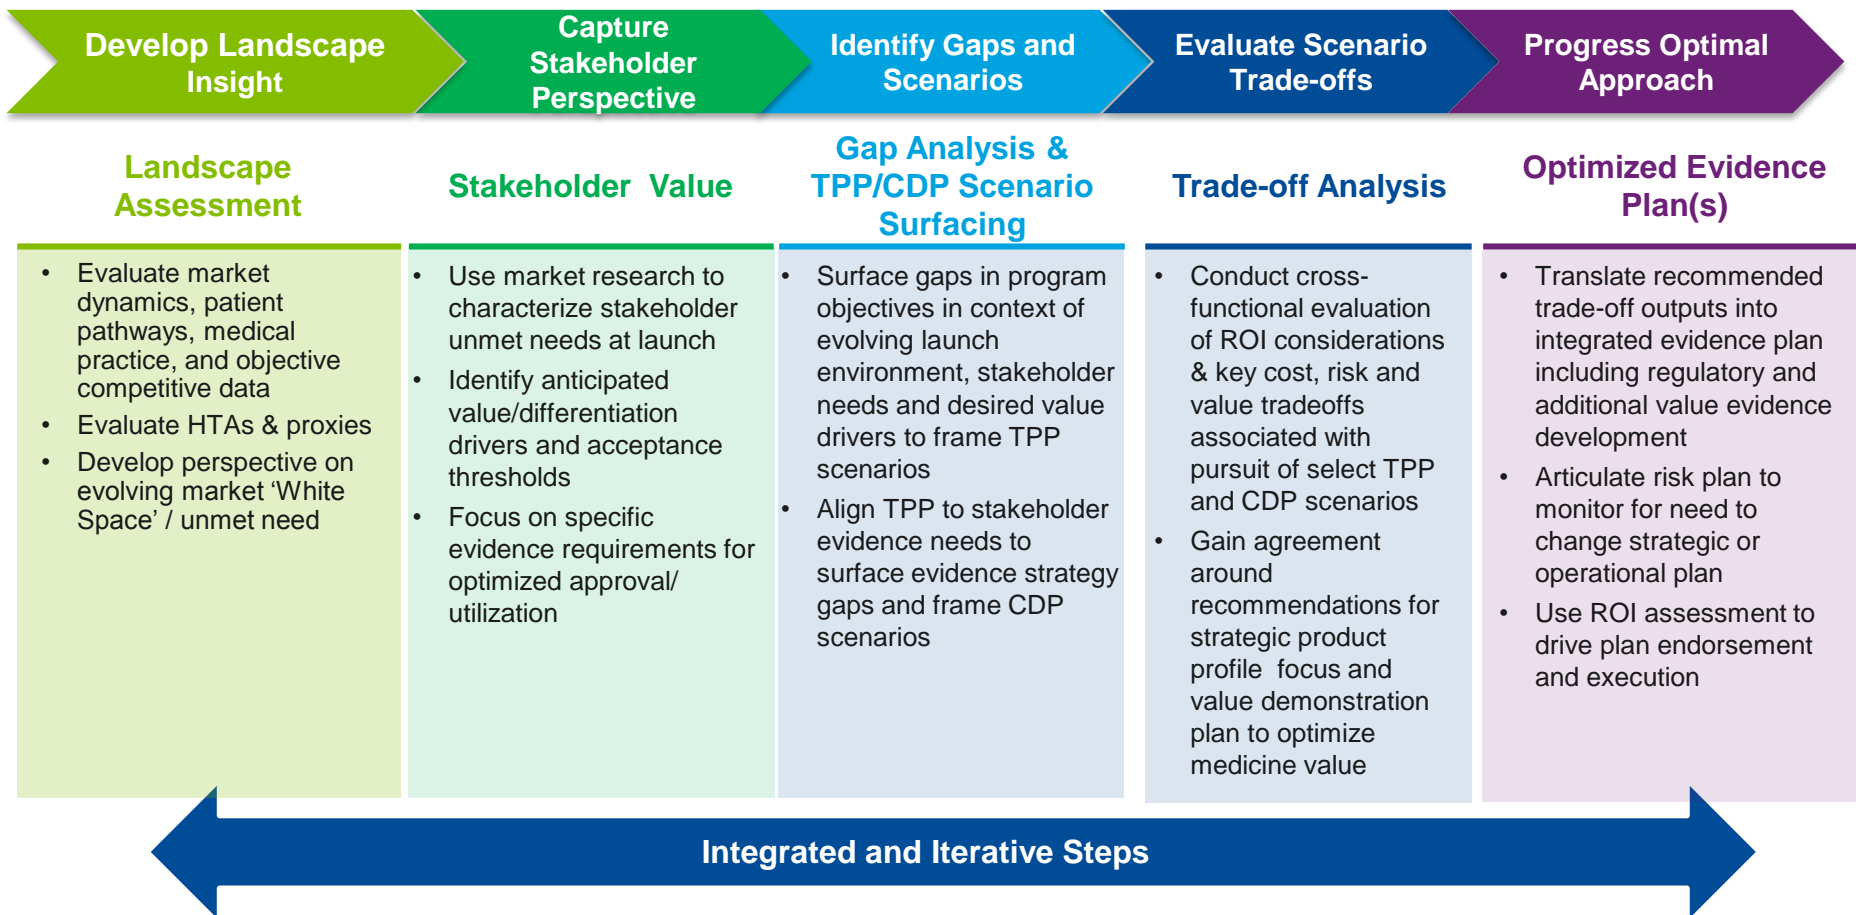 Develop Landscape
Insight
Capture
Stakeholder
Perspective
Identify Gaps and
Scenarios
Evaluate Scenario
Trade-offs
Progress Optimal
Approach
Landscape
Assessment
Stakeholder Value
Gap Analysis &
TPP/CDP Scenario
Surfacing
Trade-off Analysis
Optimized Evidence
Plan(s)
• Evaluate market
dynamics, patient
pathways, medical
practice, and objective
competitive data
• Evaluate HTAs & proxies
• Develop perspective on
evolving market ‘White
Space’ / unmet need
• Use market research to
characterize stakeholder
unmet needs at launch
• Identify anticipated
value/differentiation
drivers and acceptance
thresholds
• Focus on specific
evidence requirements for
optimized approval/
utilization
• Surface gaps in program
objectives in context of
evolving launch
environment, stakeholder
needs and desired value
drivers to frame TPP
scenarios
• Align TPP to stakeholder
evidence needs to
surface evidence strategy
gaps and frame CDP
scenarios
• Conduct cross-
functional evaluation
of ROI considerations
& key cost, risk and
value tradeoffs
associated with
pursuit of select TPP
and CDP scenarios
• Gain agreement
around
recommendations for
strategic product
profile focus and
value demonstration
plan to optimize
medicine value
• Translate recommended
trade-off outputs into
integrated evidence plan
including regulatory and
additional value evidence
development
• Articulate risk plan to
monitor for need to
change strategic or
operational plan
• Use ROI assessment to
drive plan endorsement
and execution
Integrated and Iterative Steps